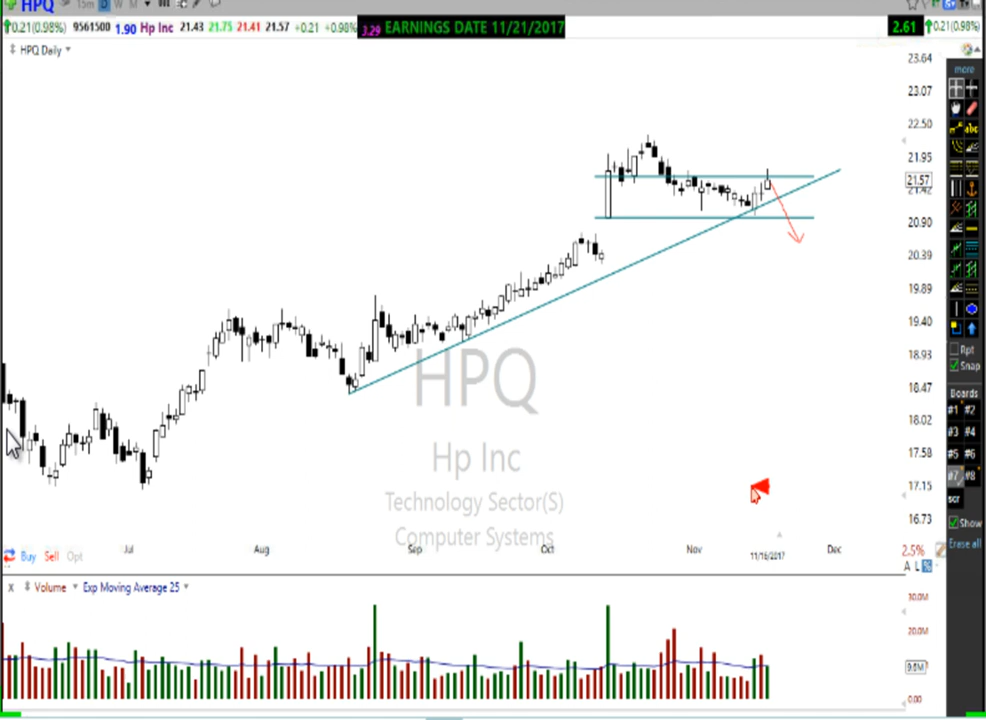 HPQ 15m D W M
0.21(0.98%) 9561500 1.90 Hp Inc 21.43 21.75 21.41 21.57 +0.21 +0.98% 3.29 EARNINGS DATE 11/21/2017 2.61 0.21(0.98%)
HPQ Daily
23.64
more
23.07
abc
22.50
21.95
21.57
21.42
20.90
20.39
19.89
19.40
18.93
Rpt
Snap
18.47
HPQ
Boards
#1 #2
18.02
#3 #4
17.58
Hp Inc
#5 #6
#7 #8
17.15
Technology Sector(S)
scr
16.73
Show
Computer Systems
Erase all
Buy Sell Opt
Jul Aug Sep Oct Nov 11/16/2017 Dec
2.5%
A L %
X Volume Exp Moving Average 25
30.0M
20.0M
9.6M
0.00